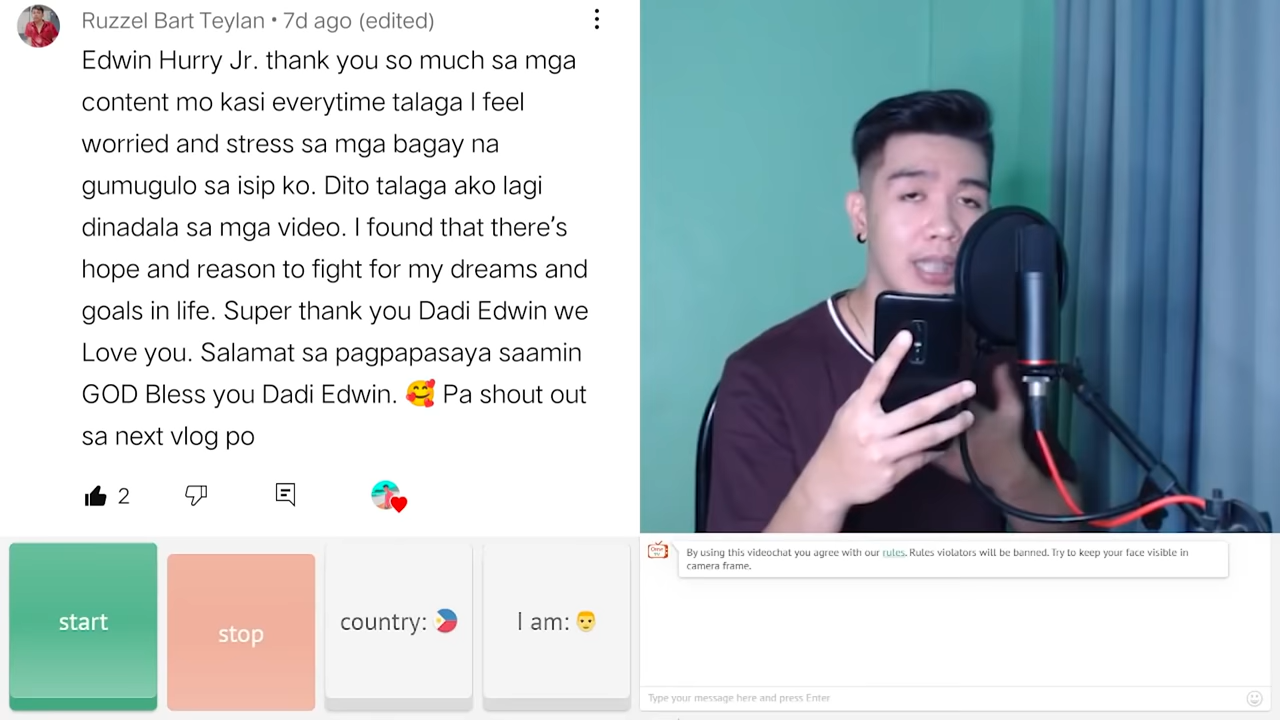 Ruzzel Bart Teylan • 7d ago (edited)
Edwin Hurry Jr. thank you so much sa mga
content mo kasi everytime talaga I feel
worried and stress sa mga bagay na
gumugulo sa isip ko. Dito talaga ako lagi
dinadala sa mga video. I found that there's
hope and reason to fight for my dreams and
goals in life. Super thank you Dadi Edwin we
Love you. Salamat sa pagpapasaya saamin
GOD Bless you Dadi Edwin. 🥰 Pa shout out
sa next vlog po
2
start
stop
country: 🇵🇭
I am: 👨
By using this videochat you agree with our rules. Rules violators will be banned. Try to keep your face visible in
camera frame.
Type your message here and press Enter